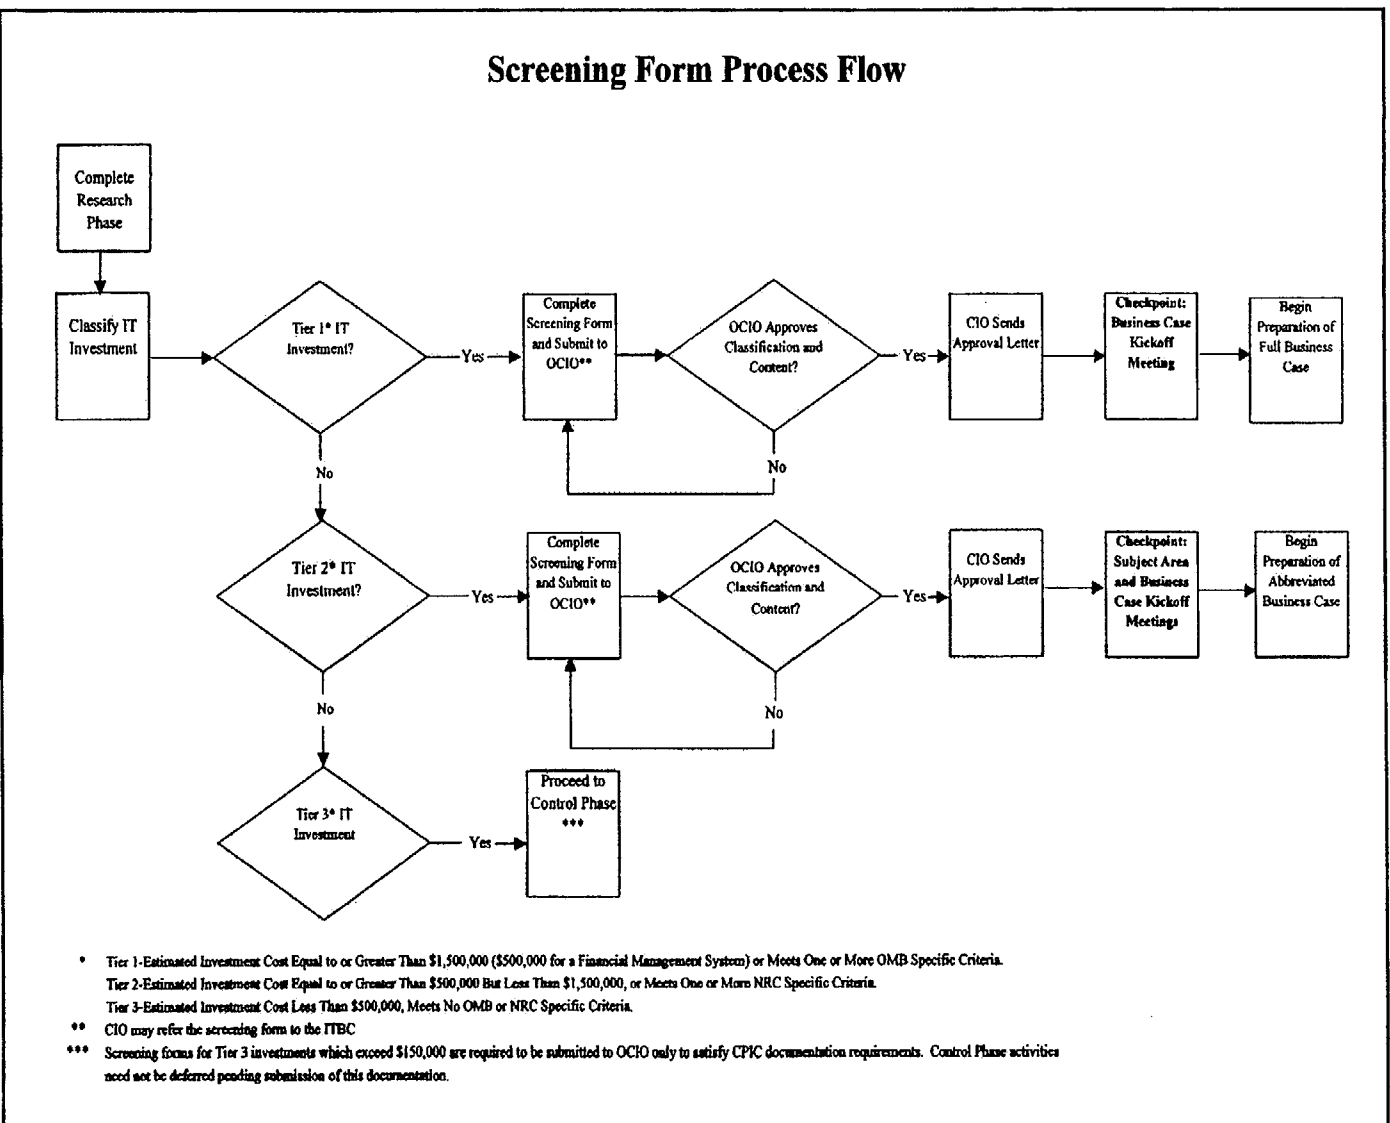 Screening Form Process Flow
Complete
Research
Phase
Classify IT
Investment
Tier 1* IT
Investment?
Yes
Complete
Screening Form
and Submit to
OCIO**
OCIO Approves
Classification and
Content?
Yes
CIO Sends
Approval Letter
Checkpoint:
Business Case
Kickoff
Meeting
Begin
Preparation of
Full Business
Case
No
No
Tier 2* IT
Investment?
Yes
Complete
Screening Form
and Submit to
OCIO**
OCIO Approves
Classification and
Content?
Yes
CIO Sends
Approval Letter
Checkpoint:
Subject Area
and Business
Case Kickoff
Meetings
Begin
Preparation of
Abbreviated
Business Case
No
No
Tier 3* IT
Investment
Yes
Proceed to
Control Phase
***
* Tier 1-Estimated Investment Cost Equal to or Greater Than $1,500,000 ($500,000 for a Financial Management System) or Meets One or More OMB Specific Criteria.
Tier 2-Estimated Investment Cost Equal to or Greater Than $500,000 But Less Than $1,500,000, or Meets One or More NRC Specific Criteria.
Tier 3-Estimated Investment Cost Less Than $500,000, Meets No OMB or NRC Specific Criteria.
** CIO may refer the screening form to the ITBC
*** Screening forms for Tier 3 investments which exceed $150,000 are required to be submitted to OCIO only to satisfy CPIC documentation requirements. Control Phase activities
need not be deferred pending submission of this documentation.